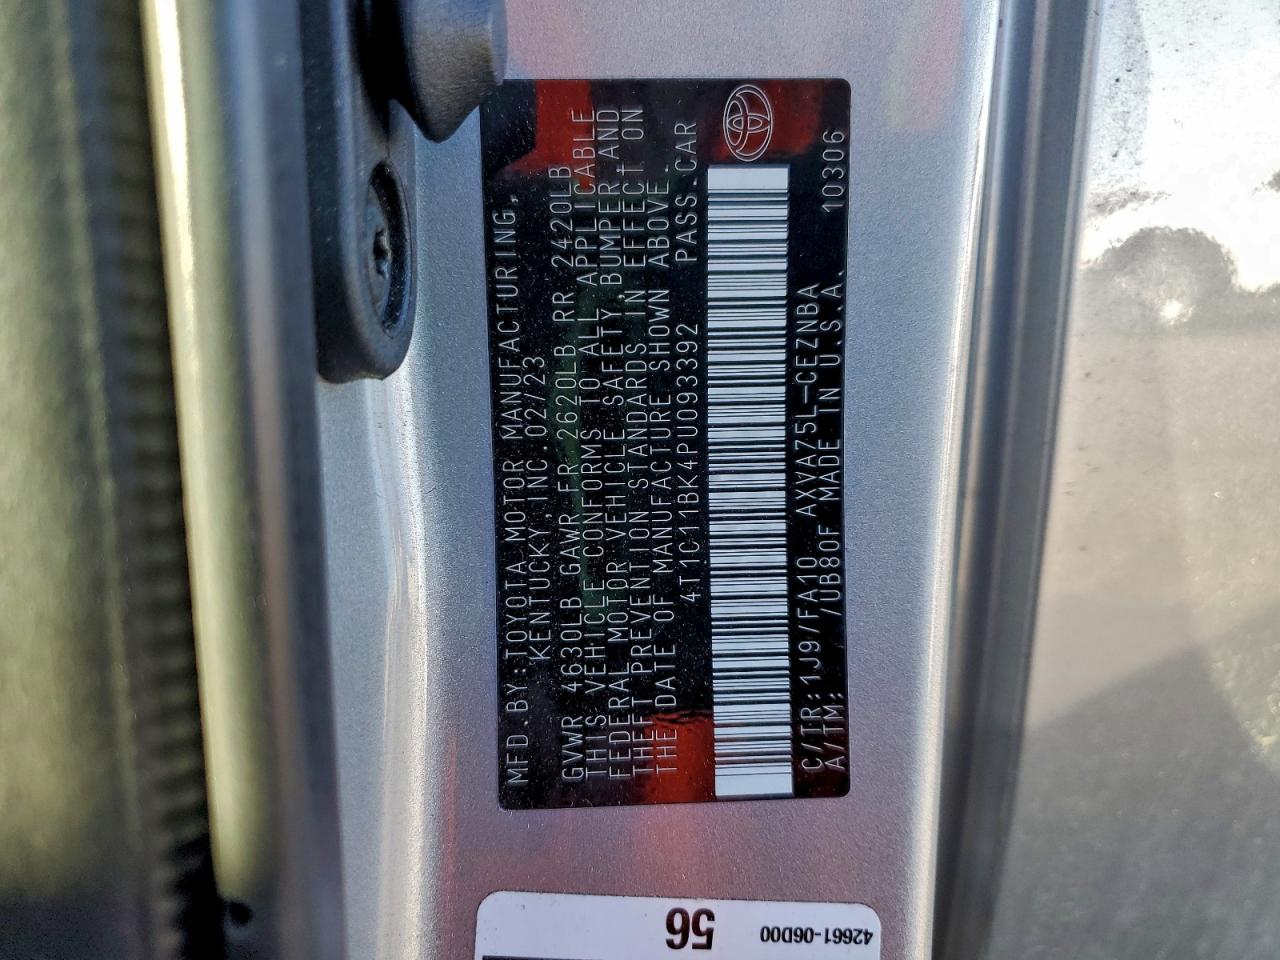 MFD.BY:TOYOTA MOTOR MANUFACTURING,
KENTUCKY INC. 02/23
GVWR 4630LB GAWR FR 2620LB RR 2420LB
THIS VEHICLE CONFORMS TO ALL APPLICABLE
FEDERAL MOTOR VEHICLE SAFETY, BUMPER, AND
THEFT PREVENTION STANDARDS IN EFFECT ON
THE DATE OF MANUFACTURE SHOWN ABOVE.
4T1C11BK4PU093392 PASS.CAR
C/TR:1J9/FA10 AXVA75L-CEZNBA
A/TM: /UB80F MADE IN U.S.A. 10306
56
42661-06D00